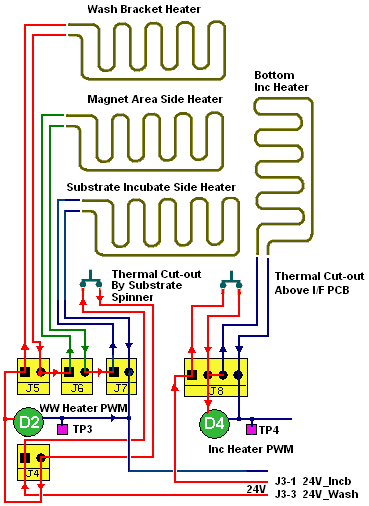 Wash Bracket Heater
Bottom
Inc Heater
Magnet Area Side Heater
Substrate Incubate Side Heater
Thermal Cut-out
By Substrate
Spinner
Thermal Cut-out
Above I/F PCB
J5
J6
J7
J8
D2
WW Heater PWM
TP3
D4
TP4
Inc Heater PWM
J4
J3-1 24V_Incb
24V
J3-3 24V_Wash